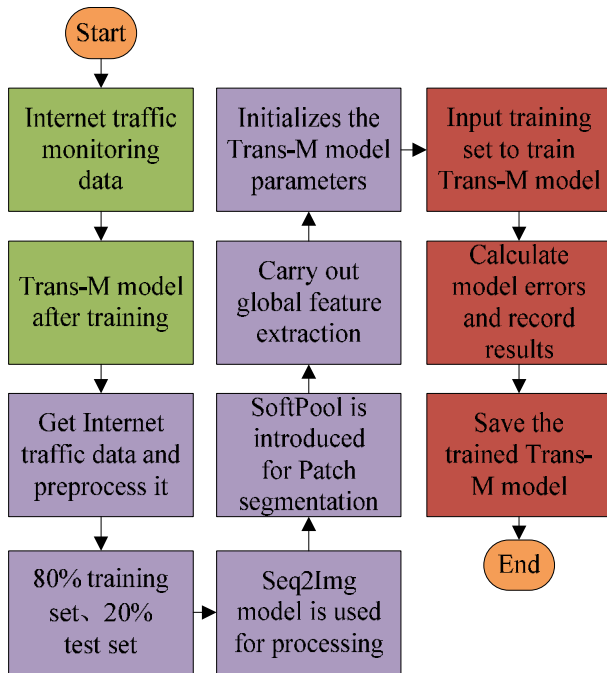 Start
Internet traffic
monitoring
data
Trans-M model
after training
Get Internet
traffic data and
preprocess it
80% training
set、20%
test set
Seq2Img
model is used
for processing
SoftPool is
introduced
for Patch
segmentation
Carry out
global feature
extraction
Initializes the
Trans-M model
parameters
Input training
set to train
Trans-M model
Calculate
model errors
and record
results
Save the
trained Trans-
M model
End